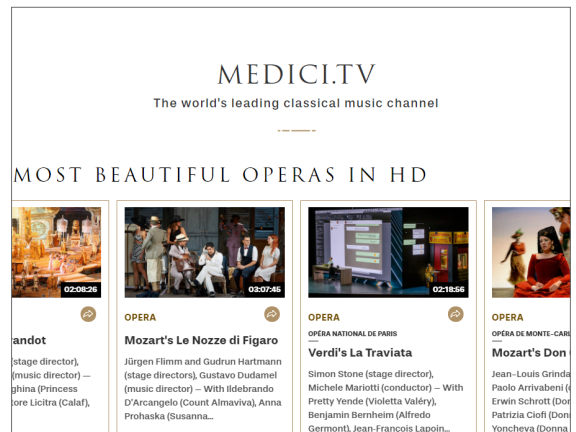 MEDICI.TV
The world's leading classical music channel
MOST BEAUTIFUL OPERAS IN HD
02:08:26
andot
(stage director),
(music director) —
ghina (Princess
ore Licitra (Calaf),
03:07:45
OPERA
Mozart's Le Nozze di Figaro
Jürgen Flimm and Gudrun Hartmann
(stage directors), Gustavo Dudamel
(music director) – With Ildebrando
D'Arcangelo (Count Almaviva), Anna
Prohaska (Susanna...
02:18:56
OPERA
OPÉRA NATIONAL DE PARIS
Verdi's La Traviata
Simon Stone (stage director),
Michele Mariotti (conductor) – With
Pretty Yende (Violetta Valéry),
Benjamin Bernheim (Alfredo
Germont), Jean-François Lapoin...
OPERA
OPÉRA DE MONTE-CARL
Mozart's Don
Jean-Louis Grinda
Paolo Arrivabeni (c
Erwin Schrott (Don
Patrizia Ciofi (Don
Yoncheva (Donna